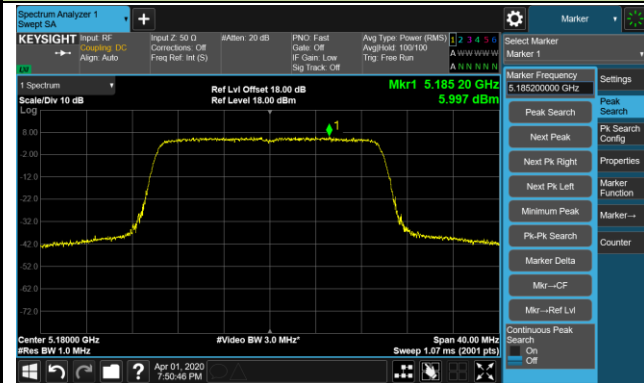 Spectrum Analyzer 1
Swept SA
Marker
KEYSIGHT
Input: RF
Coupling: DC
Align: Auto
Input Z: 50 Ω
Corrections: Off
Freq Ref: Int (S)
#Atten: 20 dB
PNO: Fast
Gate: Off
IF Gain: Low
Sig Track: Off
Avg Type: Power (RMS)
Avg|Hold: 100/100
Trig: Free Run
1 2 3 4 5 6
A W W W W W
A N N N N N
Select Marker
Marker 1
1 Spectrum
Scale/Div 10 dB
Log
Ref Lvl Offset 18.00 dB
Ref Level 18.00 dBm
Mkr1 5.185 20 GHz
5.997 dBm
1
8.00
-2.00
-12.0
-22.0
-32.0
-42.0
-52.0
-62.0
-72.0
Center 5.18000 GHz
#Res BW 1.0 MHz
#Video BW 3.0 MHz*
Span 40.00 MHz
Sweep 1.07 ms (2001 pts)
Marker Frequency
5.185200000 GHz
Peak Search
Next Peak
Next Pk Right
Next Pk Left
Minimum Peak
Pk-Pk Search
Marker Delta
Mkr→CF
Mkr→Ref Lvl
Continuous Peak
Search
On
Off
Settings
Peak
Search
Pk Search
Config
Properties
Marker
Function
Marker→
Counter
Apr 01, 2020
7:50:46 PM